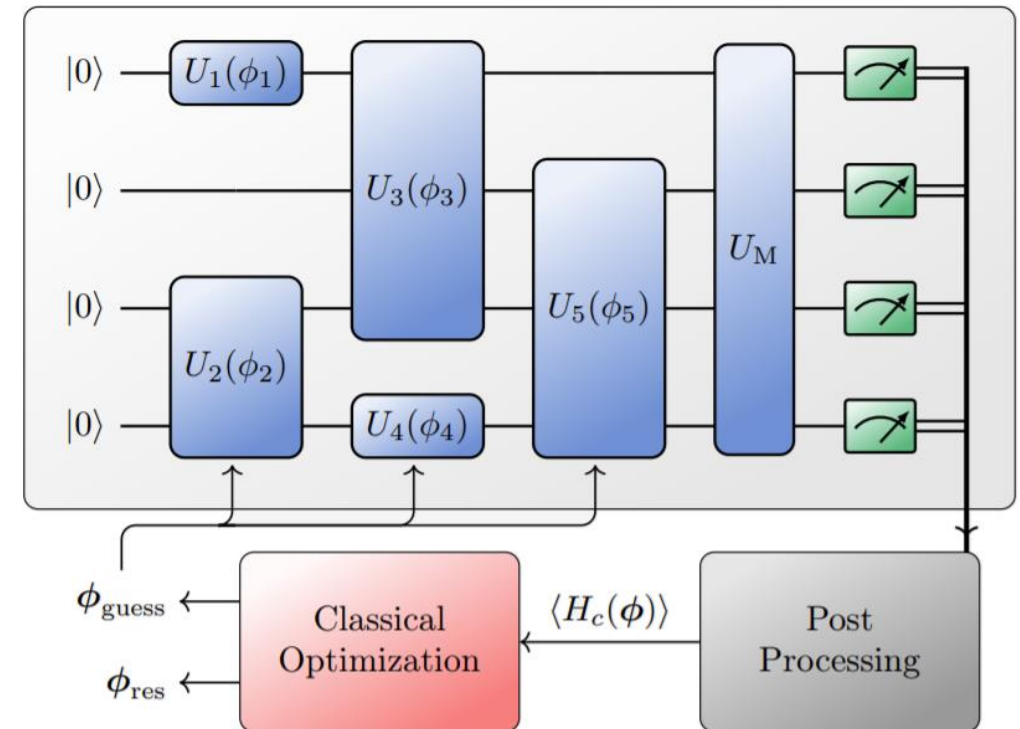 |0⟩ U₁(ϕ₁)
|0⟩ U₃(ϕ₃)
U_M
|0⟩ U₅(ϕ₅)
U₂(ϕ₂)
|0⟩ U₄(ϕ₄)
ϕ_guess
⟨H_c(ϕ)⟩
Classical
Optimization
Post
Processing
ϕ_res